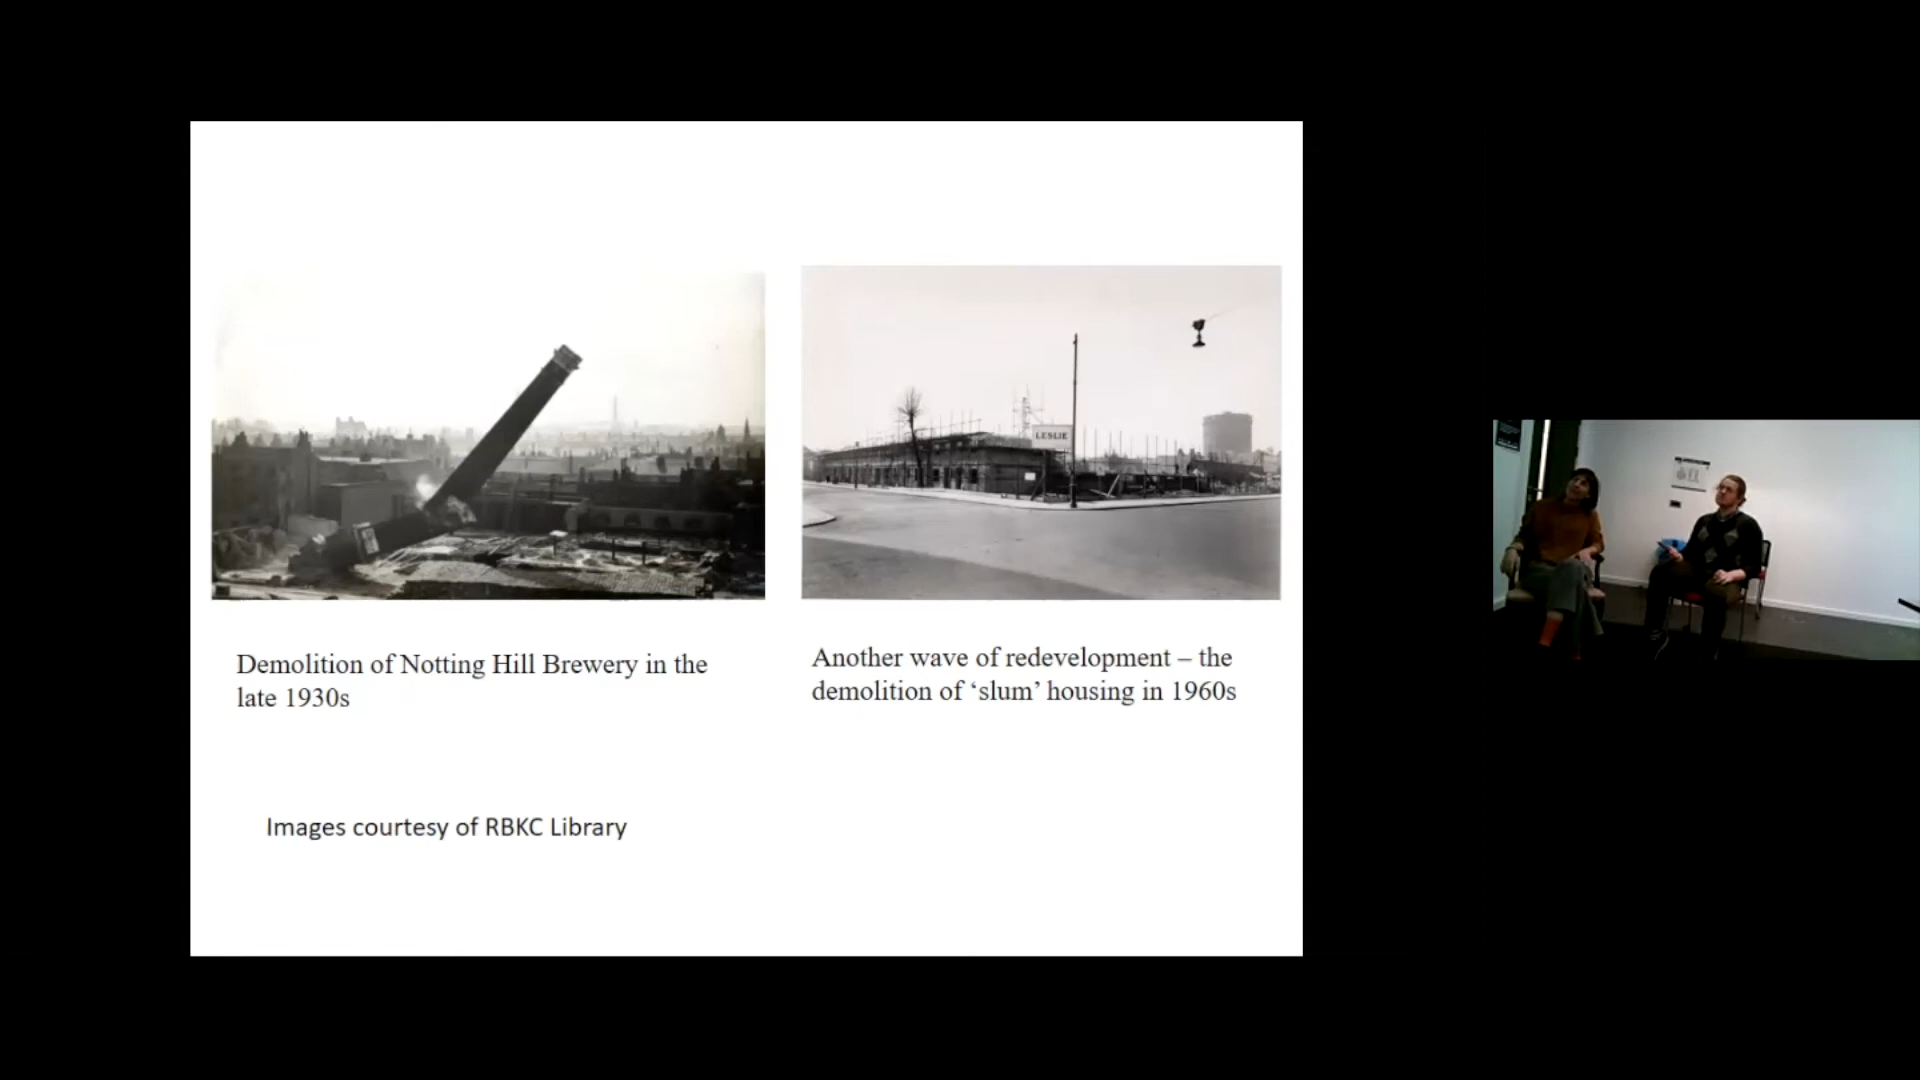 LESLIE
Demolition of Notting Hill Brewery in the
late 1930s
Another wave of redevelopment – the
demolition of ‘slum’ housing in 1960s
Images courtesy of RBKC Library